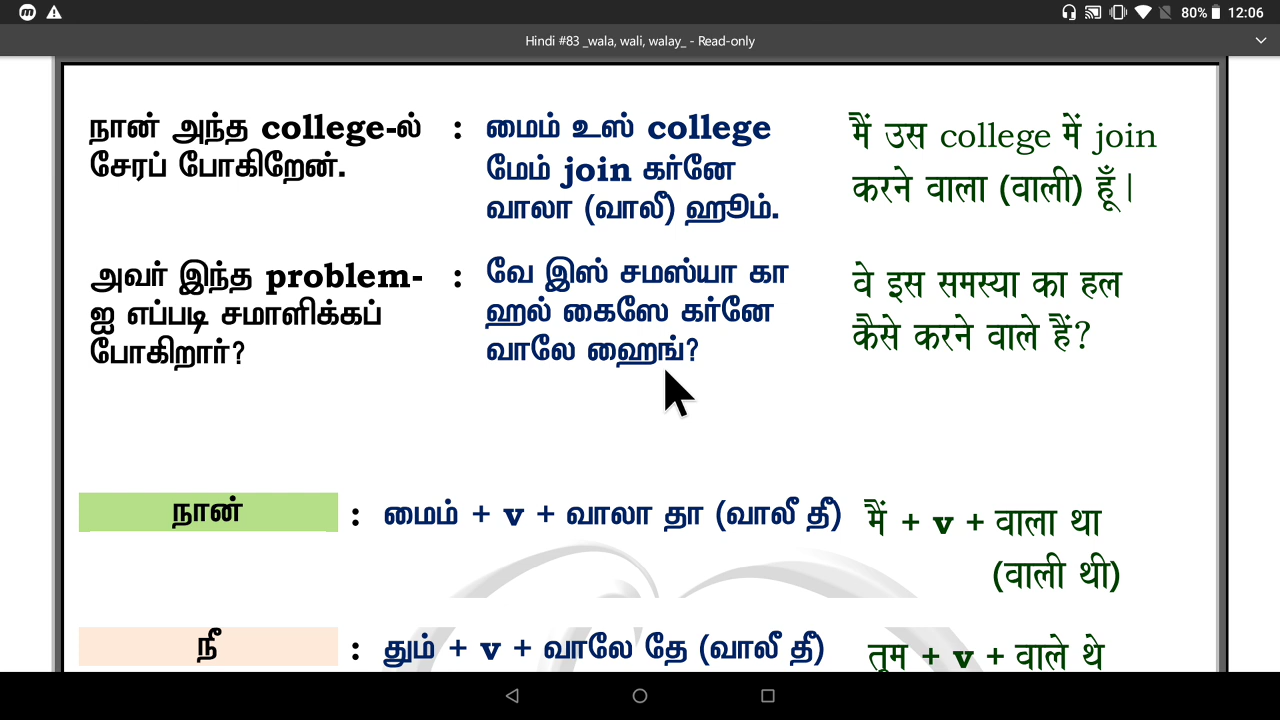 80% 12:06
Hindi #83 _wala, wali, walay_ - Read-only
நான் அந்த college-ல்
சேரப் போகிறேன்.
:
மைம் உஸ் college
மேம் join கர்னே
வாலா (வாலீ) ஹூம்.
मैं उस college में join
करने वाला (वाली) हूँ |
அவர் இந்த problem-
ஐ எப்படி சமாளிக்கப்
போகிறார்?
:
வே இஸ் சமஸ்யா கா
ஹல் கைஸே கர்னே
வாலே ஹைங்?
वे इस समस्या का हल
कैसे करने वाले हैं?
நான் : மைம் + v + வாலா தா (வாலீ தீ) मैं + v + वाला था
(वाली थी)
நீ : தும் + v + வாலே தே (வாலீ தீ) तुम + v + वाले थे